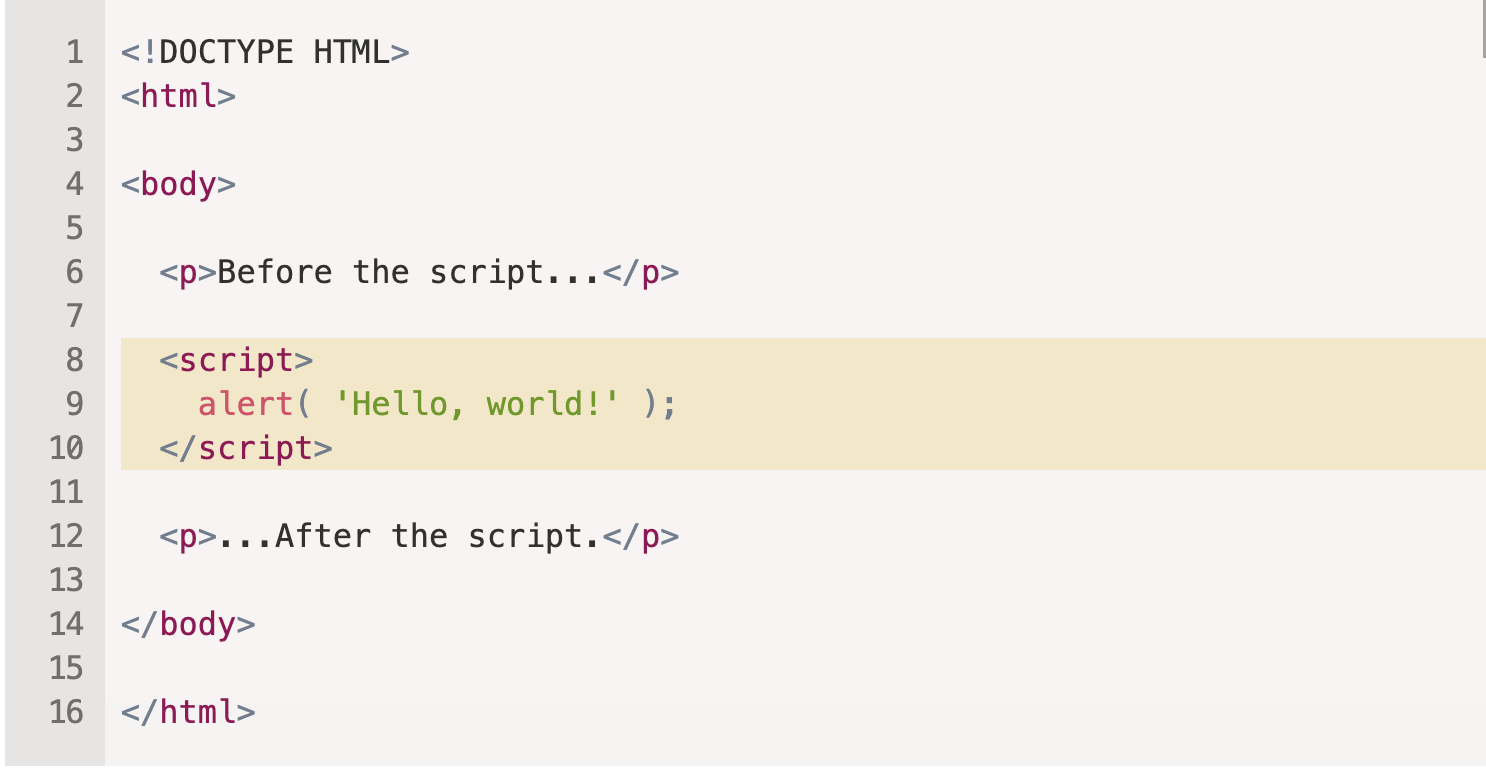 1 <!DOCTYPE HTML>
2 <html>
3
4 <body>
5
6   <p>Before the script...</p>
7
8   <script>
9     alert( 'Hello, world!' );
10   </script>
11
12   <p>...After the script.</p>
13
14 </body>
15
16 </html>